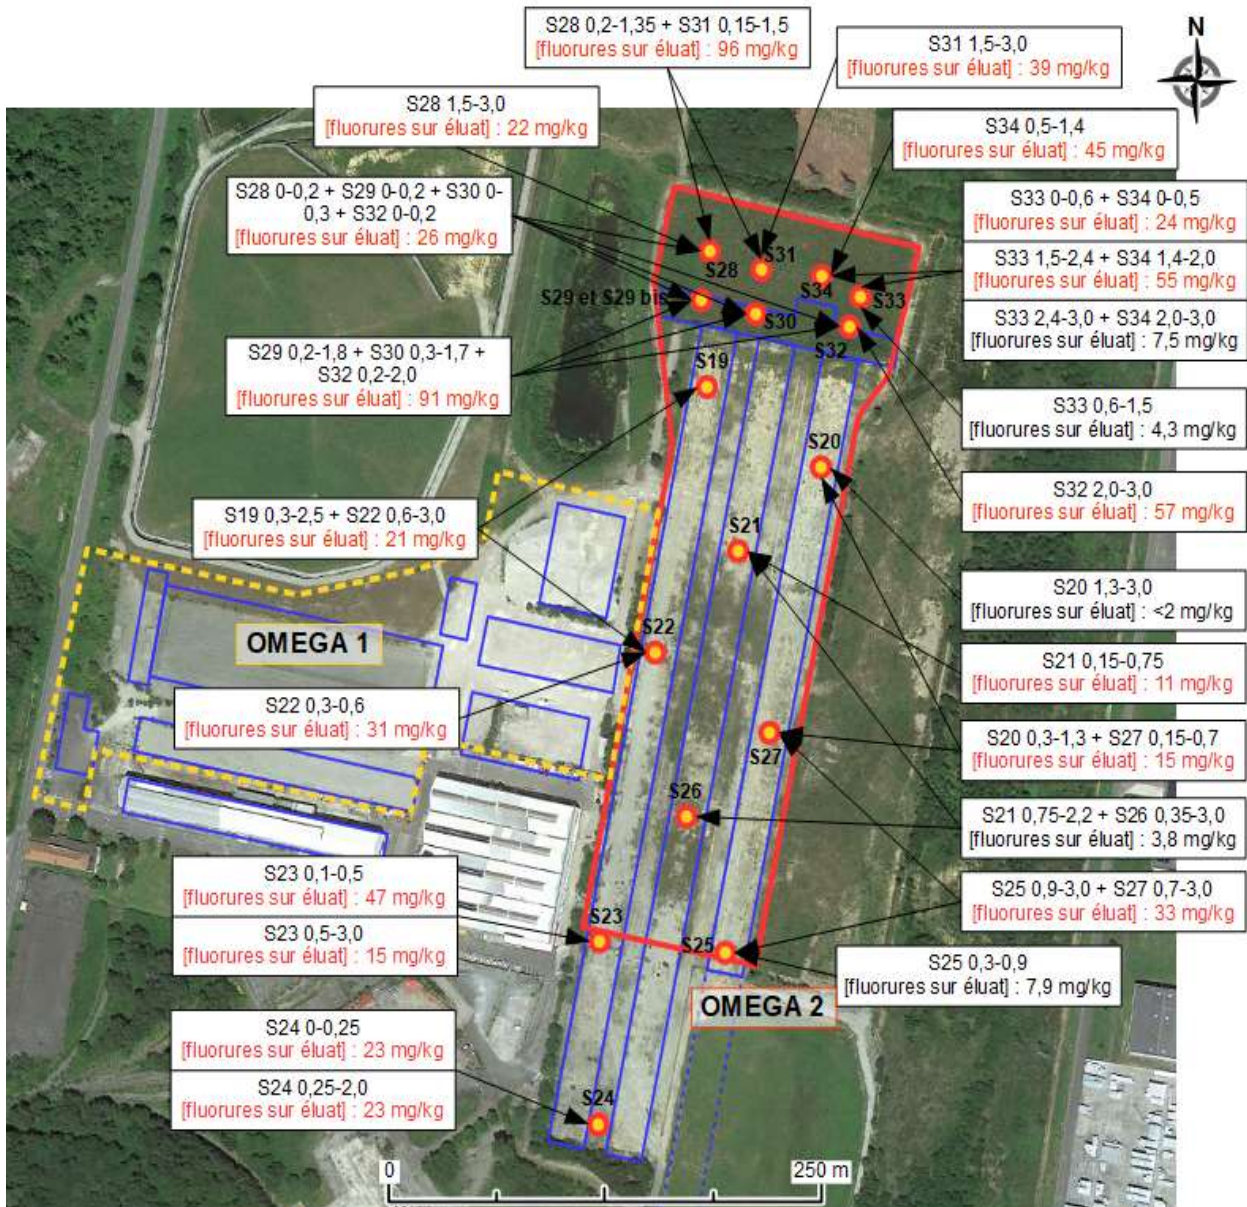 S28 0,2-1,35 + S31 0,15-1,5
[fluorures sur éluat] : 96 mg/kg
S31 1,5-3,0
[fluorures sur éluat] : 39 mg/kg
N
S28 1,5-3,0
[fluorures sur éluat] : 22 mg/kg
S34 0,5-1,4
[fluorures sur éluat] : 45 mg/kg
S28 0-0,2 + S29 0-0,2 + S30 0-
0,3 + S32 0-0,2
[fluorures sur éluat] : 26 mg/kg
S33 0-0,6 + S34 0-0,5
[fluorures sur éluat] : 24 mg/kg
S33 1,5-2,4 + S34 1,4-2,0
[fluorures sur éluat] : 55 mg/kg
S33 2,4-3,0 + S34 2,0-3,0
[fluorures sur éluat] : 7,5 mg/kg
S28
S31
S34
S33
S29 et S29 bis
S30
S32
S29 0,2-1,8 + S30 0,3-1,7 +
S32 0,2-2,0
[fluorures sur éluat] : 91 mg/kg
S19
S33 0,6-1,5
[fluorures sur éluat] : 4,3 mg/kg
S20
S32 2,0-3,0
[fluorures sur éluat] : 57 mg/kg
S19 0,3-2,5 + S22 0,6-3,0
[fluorures sur éluat] : 21 mg/kg
S21
S20 1,3-3,0
[fluorures sur éluat] : <2 mg/kg
OMEGA 1
S22
S21 0,15-0,75
[fluorures sur éluat] : 11 mg/kg
S22 0,3-0,6
[fluorures sur éluat] : 31 mg/kg
S27
S20 0,3-1,3 + S27 0,15-0,7
[fluorures sur éluat] : 15 mg/kg
S26
S21 0,75-2,2 + S26 0,35-3,0
[fluorures sur éluat] : 3,8 mg/kg
S23 0,1-0,5
[fluorures sur éluat] : 47 mg/kg
S23 0,5-3,0
[fluorures sur éluat] : 15 mg/kg
S23
S25
S25 0,9-3,0 + S27 0,7-3,0
[fluorures sur éluat] : 33 mg/kg
S25 0,3-0,9
[fluorures sur éluat] : 7,9 mg/kg
OMEGA 2
S24 0-0,25
[fluorures sur éluat] : 23 mg/kg
S24 0,25-2,0
[fluorures sur éluat] : 23 mg/kg
S24
0
250 m